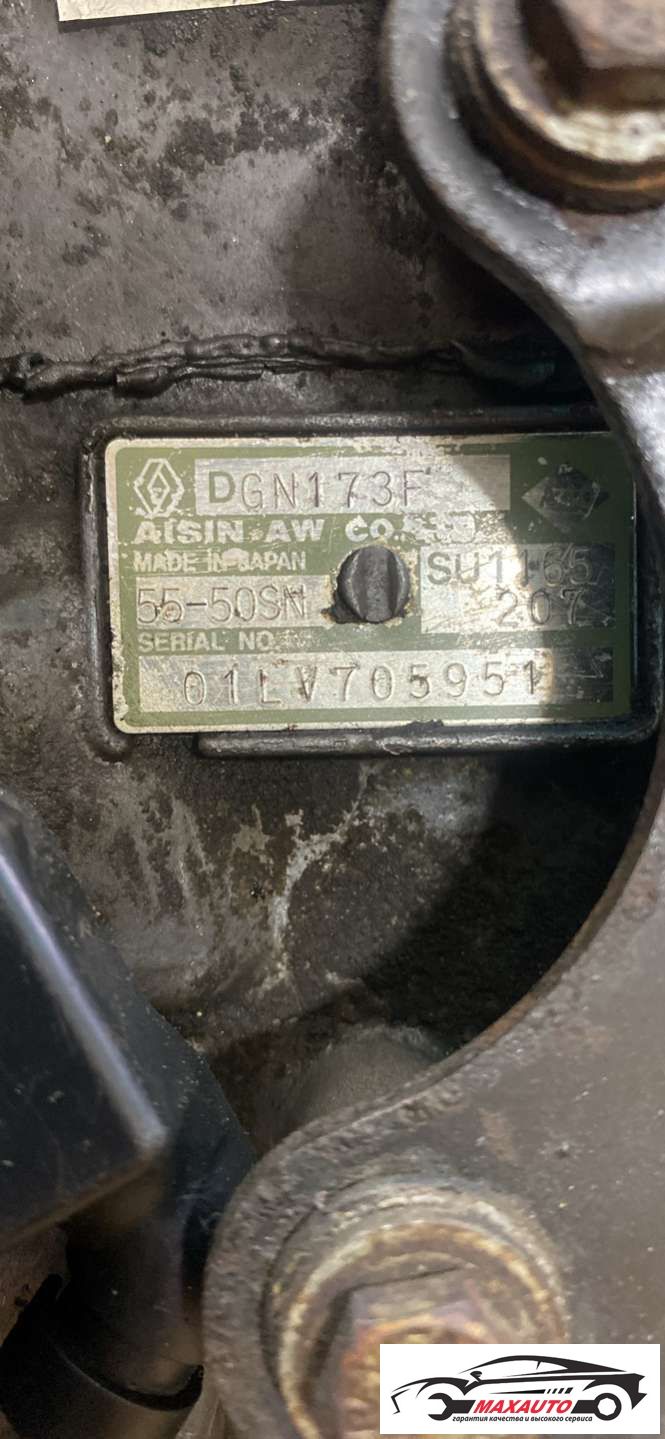 DGN173F
AISIN AW CO.
MADE IN JAPAN
55-50SN
SU1165
207
SERIAL NO.
01LV705951
MAXAUTO
гарантия качества и высокого сервиса